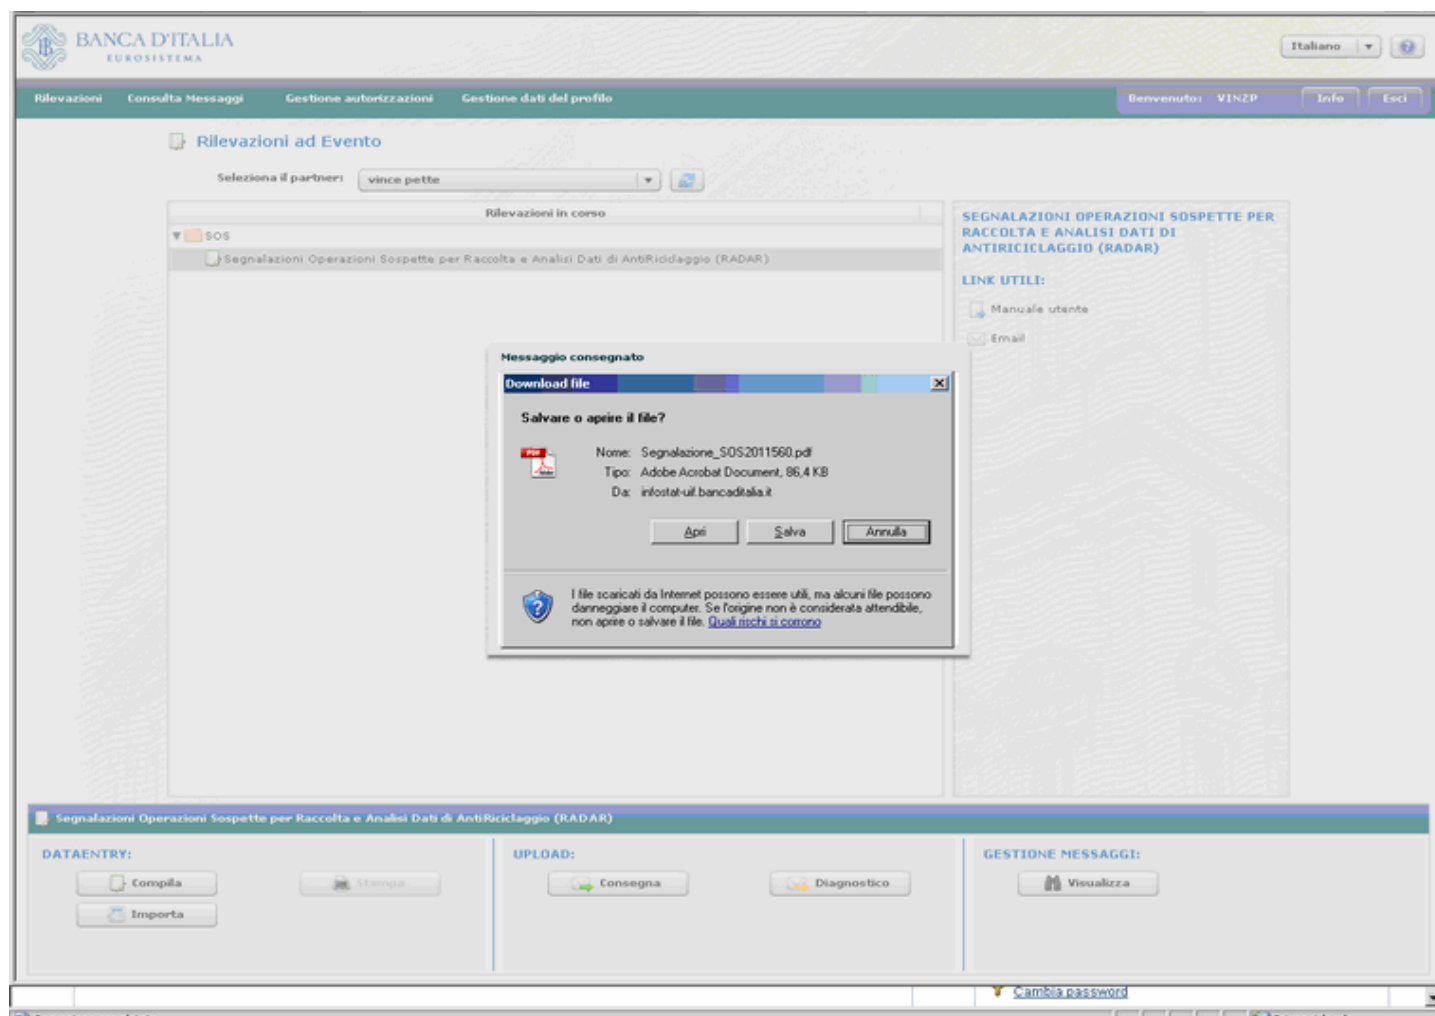 BANCA D'ITALIA
EUROSISTEMA
Italiano
Rilevazioni Consulta Messaggi Gestione autorizzazioni Gestione dati del profilo Benvenuto: VINZP Info Esci
Rilevazioni ad Evento
Seleziona il partner: vince pette
Rilevazioni in corso
SOS
Segnalazioni Operazioni Sospette per Raccolta e Analisi Dati di AntiRiciclaggio (RADAR)
SEGNALAZIONI OPERAZIONI SOSPETTE PER
RACCOLTA E ANALISI DATI DI
ANTIRICICLAGGIO (RADAR)
LINK UTILI:
Manuale utente
Email
Messaggio consegnato
Download file
Salvare o aprire il file?
Nome: Segnalazione_SOS2011560.pdf
Tipo: Adobe Acrobat Document, 86,4 KB
Da: infostat-uif.bancaditalia.it
Apri Salva Annulla
I file scaricati da Internet possono essere utili, ma alcuni file possono
danneggiare il computer. Se l'origine non è considerata attendibile,
non aprire o salvare il file. Quali rischi si corrono
Segnalazioni Operazioni Sospette per Raccolta e Analisi Dati di AntiRiciclaggio (RADAR)
DATAENTRY:
Compila Stampa
Importa
UPLOAD:
Consegna Diagnostico
GESTIONE MESSAGGI:
Visualizza
Cambia password